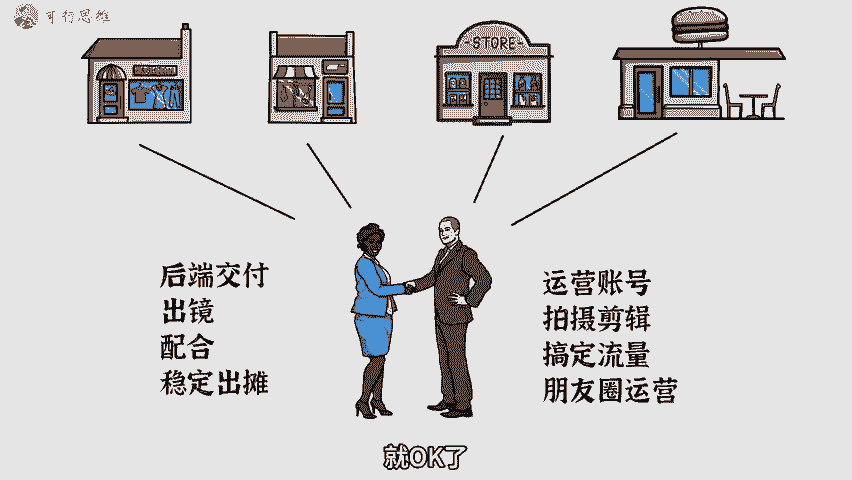 可行思维
STORE
后端交付
出镜
配合
稳定出摊
运营账号
拍摄剪辑
搞定流量
朋友圈运营
就OK了